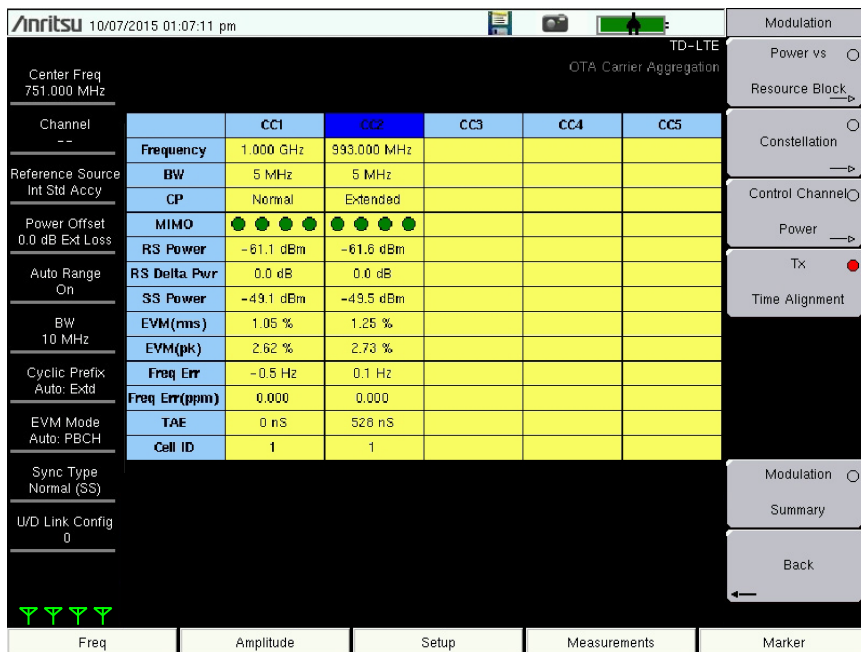 Anritsu 10/07/2015 01:07:11 pm
TD-LTE
OTA Carrier Aggregation
Center Freq
751.000 MHz
Channel
--
Reference Source
Int Std Accy
Power Offset
0.0 dB Ext Loss
Auto Range
On
BW
10 MHz
Cyclic Prefix
Auto: Extd
EVM Mode
Auto: PBCH
Sync Type
Normal (SS)
U/D Link Config
0
CC1 CC2 CC3 CC4 CC5
Frequency 1.000 GHz 993.000 MHz
BW 5 MHz 5 MHz
CP Normal Extended
MIMO
RS Power -61.1 dBm -61.6 dBm
RS Delta Pwr 0.0 dB 0.0 dB
SS Power -49.1 dBm -49.5 dBm
EVM(rms) 1.05 % 1.25 %
EVM(pk) 2.62 % 2.73 %
Freq Err -0.5 Hz 0.1 Hz
Freq Err(ppm) 0.000 0.000
TAE 0 nS 528 nS
Cell ID 1 1
Modulation
Power vs
Resource Block
Constellation
Control Channel
Power
Tx
Time Alignment
Modulation
Summary
Back
Freq Amplitude Setup Measurements Marker